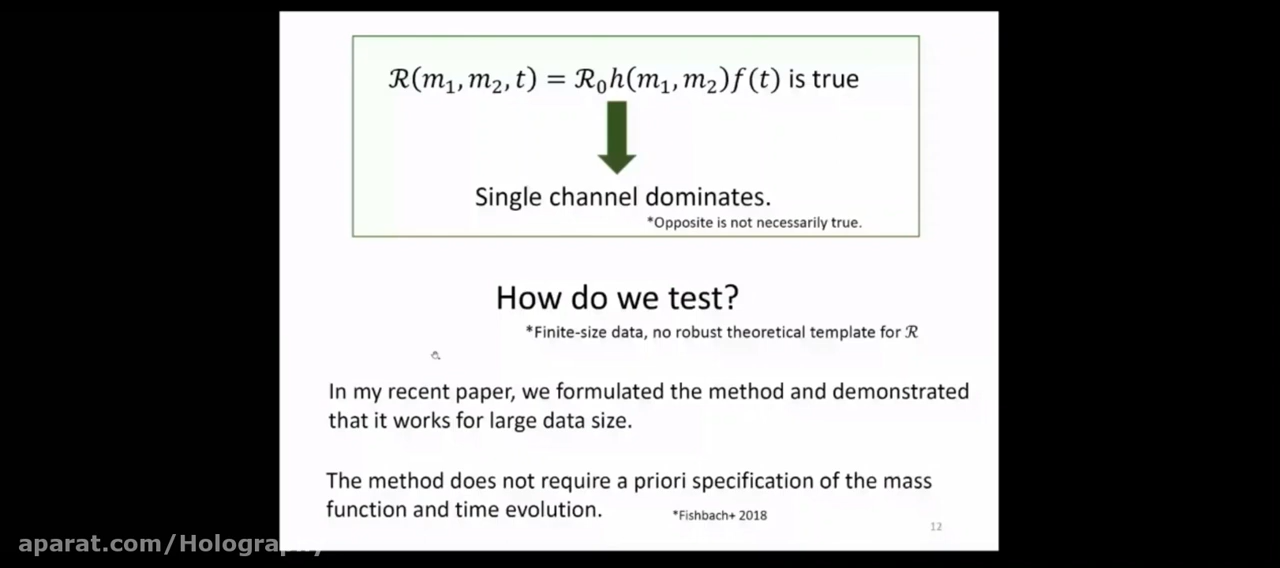 ℛ(m₁, m₂, t) = ℛ₀h(m₁, m₂)f(t) is true
Single channel dominates.
*Opposite is not necessarily true.
How do we test?
*Finite-size data, no robust theoretical template for ℛ
In my recent paper, we formulated the method and demonstrated
that it works for large data size.
The method does not require a priori specification of the mass
function and time evolution.
*Fishbach+ 2018
12
aparat.com/Holography